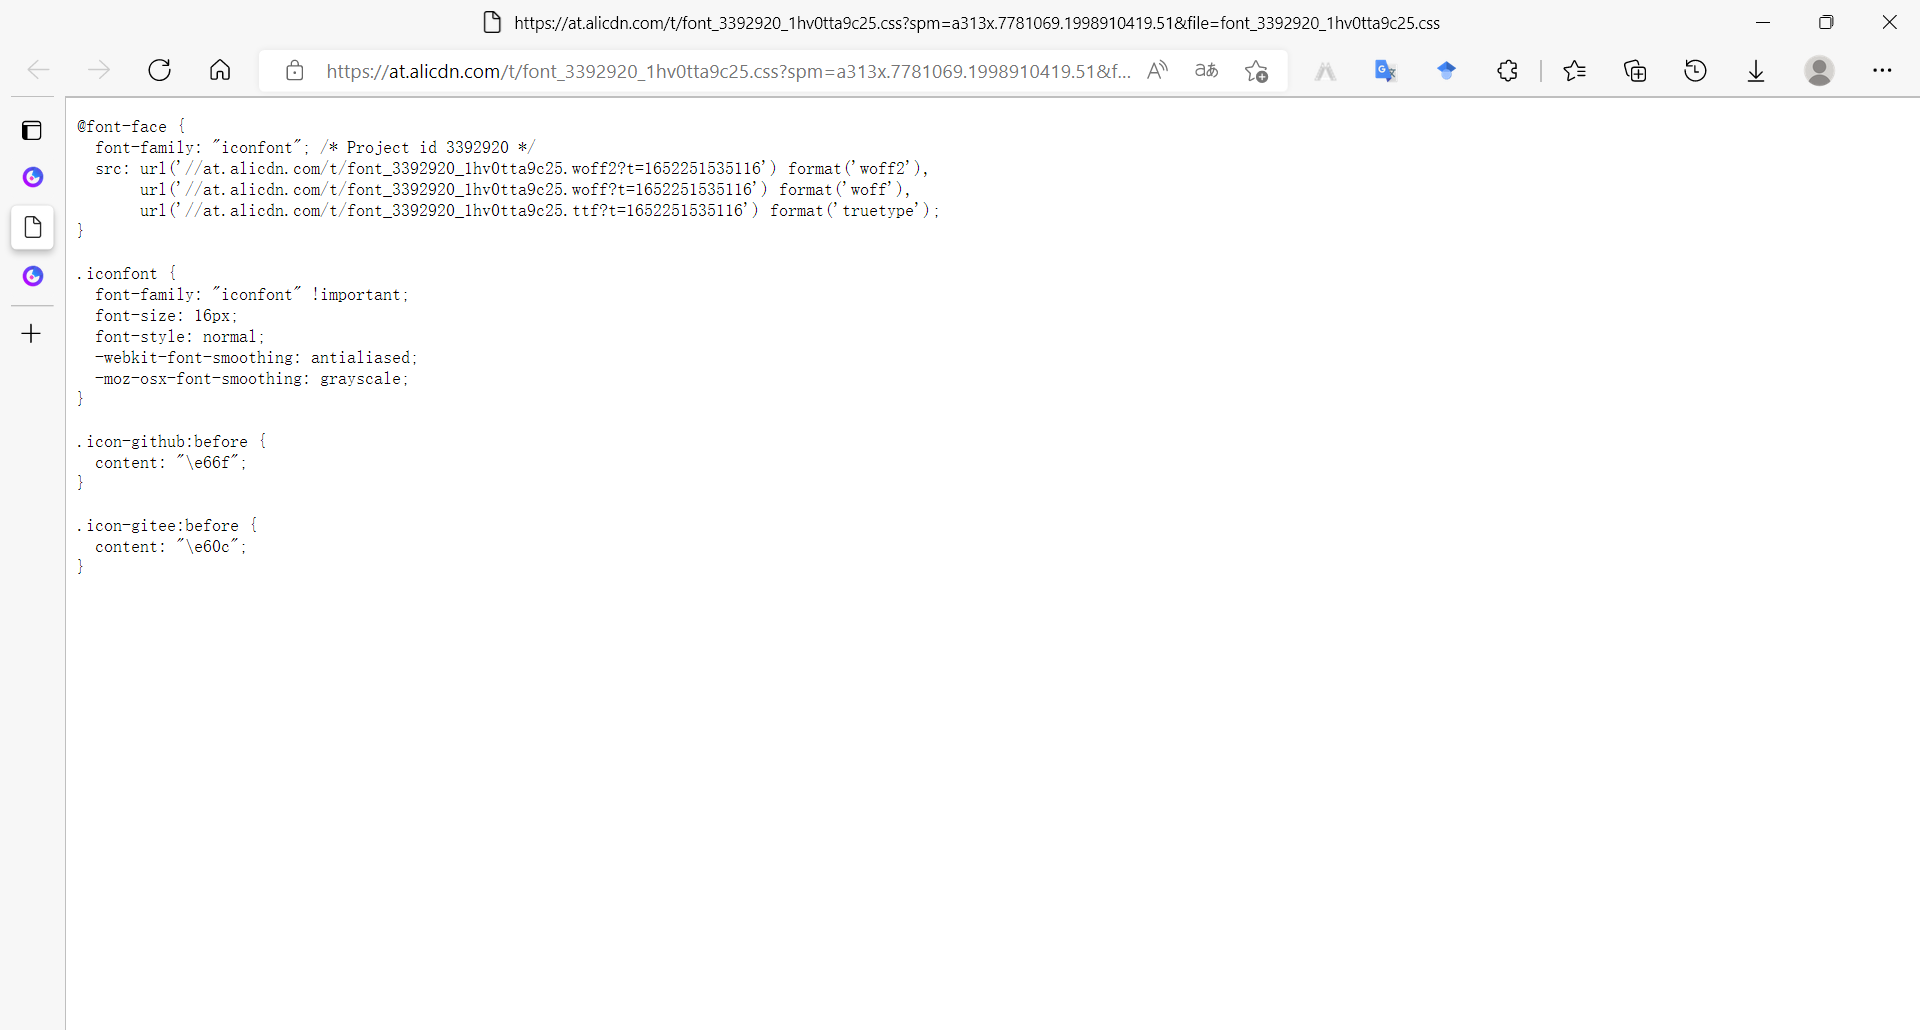 https://at.alicdn.com/t/font_3392920_1hv0tta9c25.css?spm=a313x.7781069.1998910419.51&file=font_3392920_1hv0tta9c25.css
https://at.alicdn.com/t/font_3392920_1hv0tta9c25.css?spm=a313x.7781069.1998910419.51&f...
@font-face {
  font-family: "iconfont"; /* Project id 3392920 */
  src: url('//at.alicdn.com/t/font_3392920_1hv0tta9c25.woff2?t=1652251535116') format('woff2'),
       url('//at.alicdn.com/t/font_3392920_1hv0tta9c25.woff?t=1652251535116') format('woff'),
       url('//at.alicdn.com/t/font_3392920_1hv0tta9c25.ttf?t=1652251535116') format('truetype');
}
.iconfont {
  font-family: "iconfont" !important;
  font-size: 16px;
  font-style: normal;
  -webkit-font-smoothing: antialiased;
  -moz-osx-font-smoothing: grayscale;
}
.icon-github:before {
  content: "\e66f";
}
.icon-gitee:before {
  content: "\e60c";
}